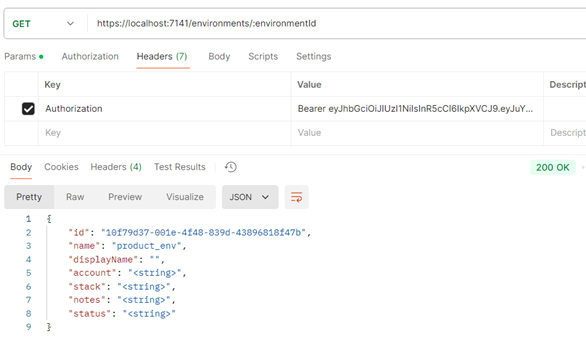 GET https://localhost:7141/environments/:environmentId
Params Authorization Headers (7) Body Scripts Settings
Key Value Descript
Authorization Bearer eyJhbGciOiJIUzI1NiIsInR5cCI6IkpXVCJ9.eyJuY...
Key Value Descript
Body Cookies Headers (4) Test Results 200 OK
Pretty Raw Preview Visualize JSON
1 {
2 "id": "10f79d37-001e-4f48-839d-43896818f47b",
3 "name": "product_env",
4 "displayName": "",
5 "account": "<string>",
6 "stack": "<string>",
7 "notes": "<string>",
8 "status": "<string>"
9 }